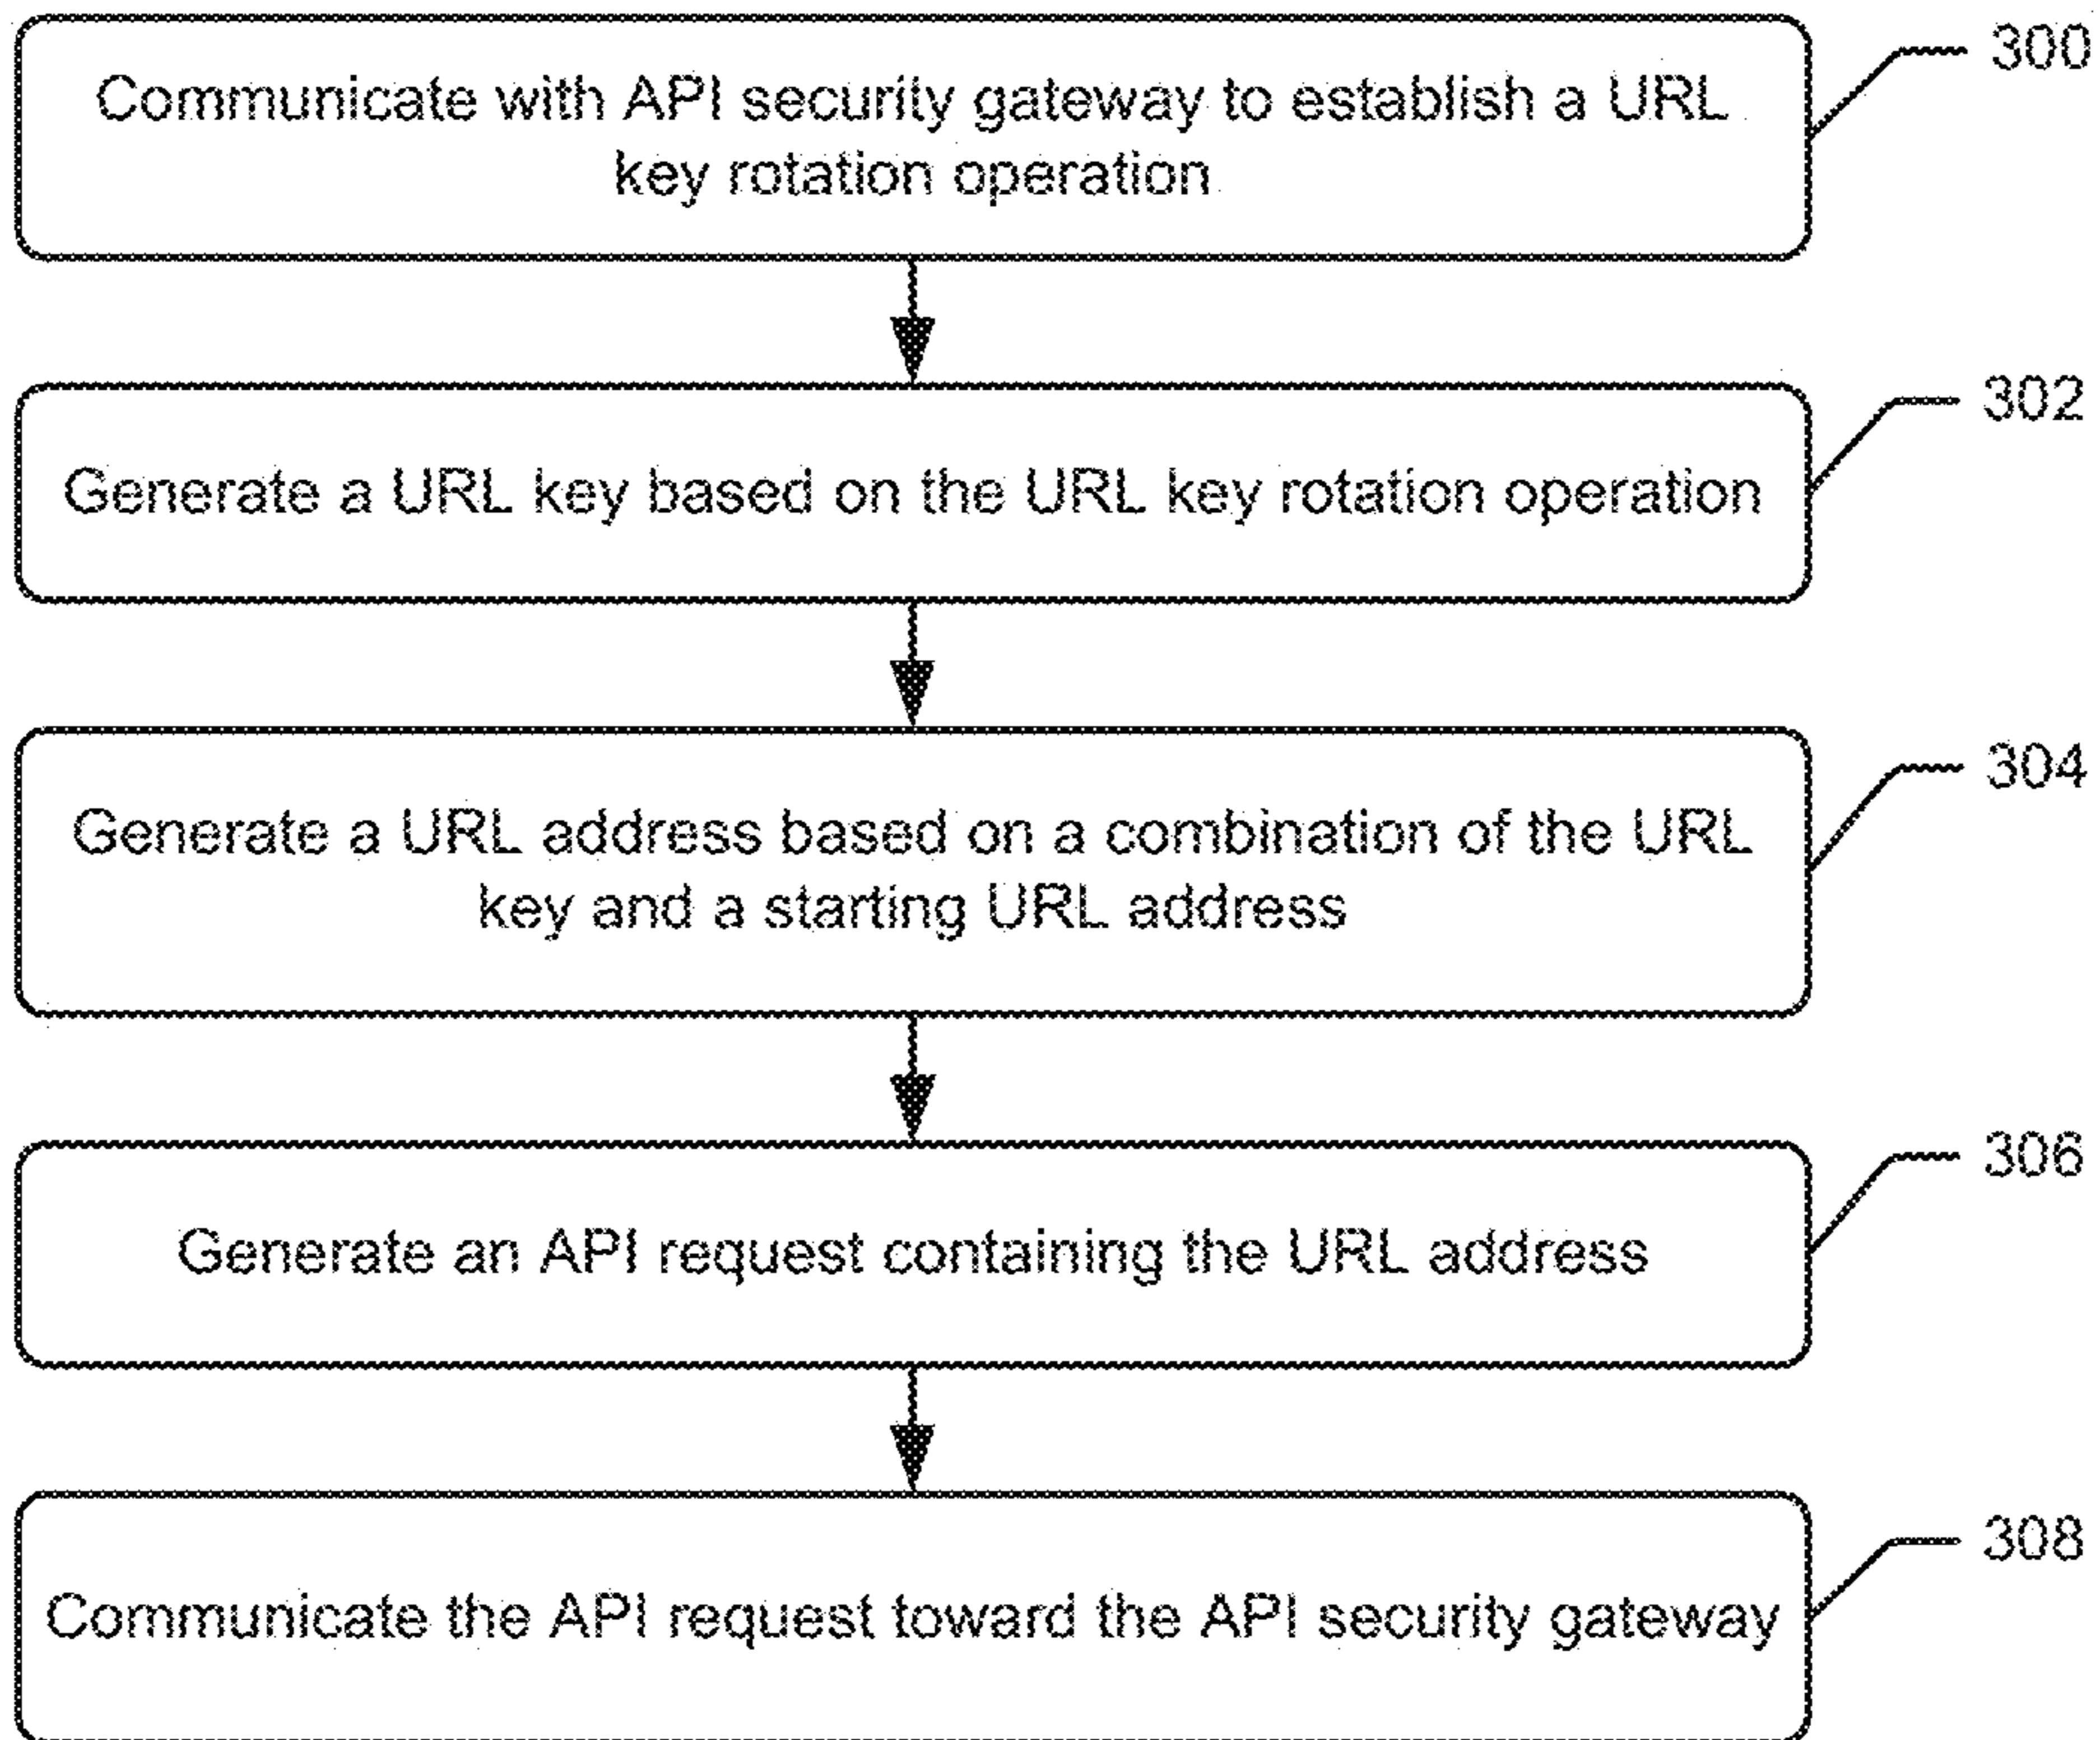 300
Communicate with API security gateway to establish a URL
key rotation operation
302
Generate a URL key based on the URL key rotation operation
304
Generate a URL address based on a combination of the URL
key and a starting URL address
306
Generate an API request containing the URL address
308
Communicate the API request toward the API security gateway